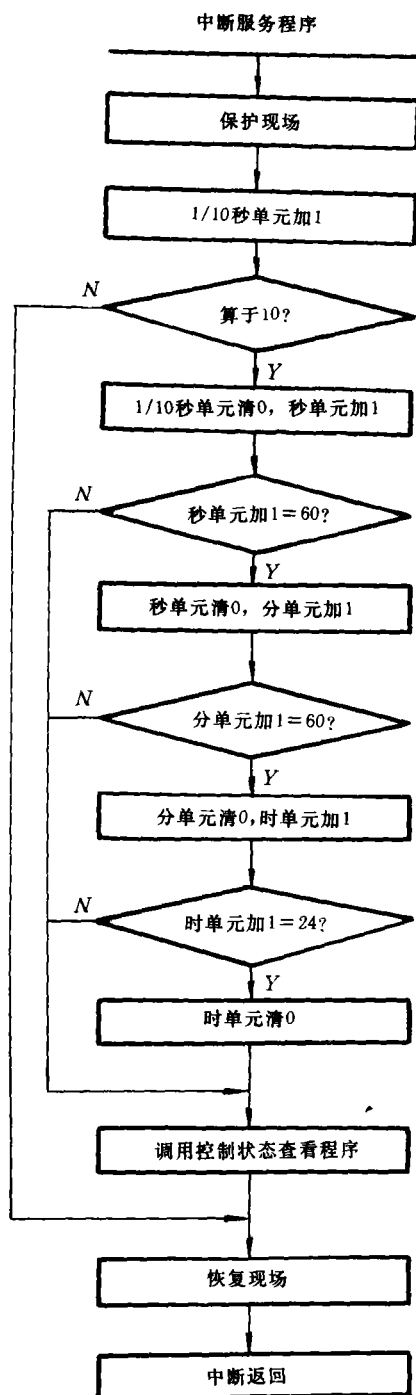 中断服务程序
保护现场
1/10秒单元加1
N
算于10?
Y
1/10秒单元清0，秒单元加1
N
秒单元加1=60?
Y
秒单元清0，分单元加1
N
分单元加1=60?
Y
分单元清0,时单元加1
N
时单元加1=24?
Y
时单元清0
调用控制状态查看程序
恢复现场
中断返回